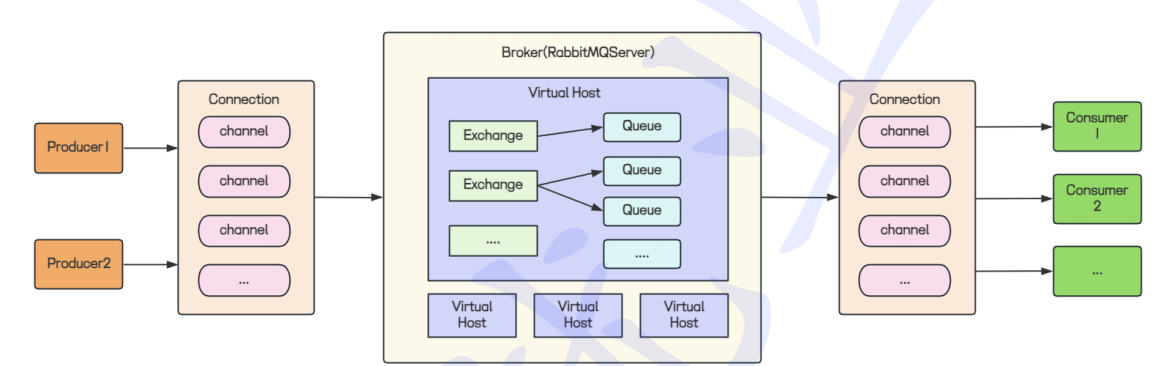 Producer1
Producer2
Connection
channel
channel
channel
...
Broker(RabbitMQServer)
Virtual Host
Exchange
Queue
Exchange
Queue
Queue
....
....
Virtual
Host
Virtual
Host
Virtual
Host
Connection
channel
channel
channel
...
Consumer
1
Consumer
2
...